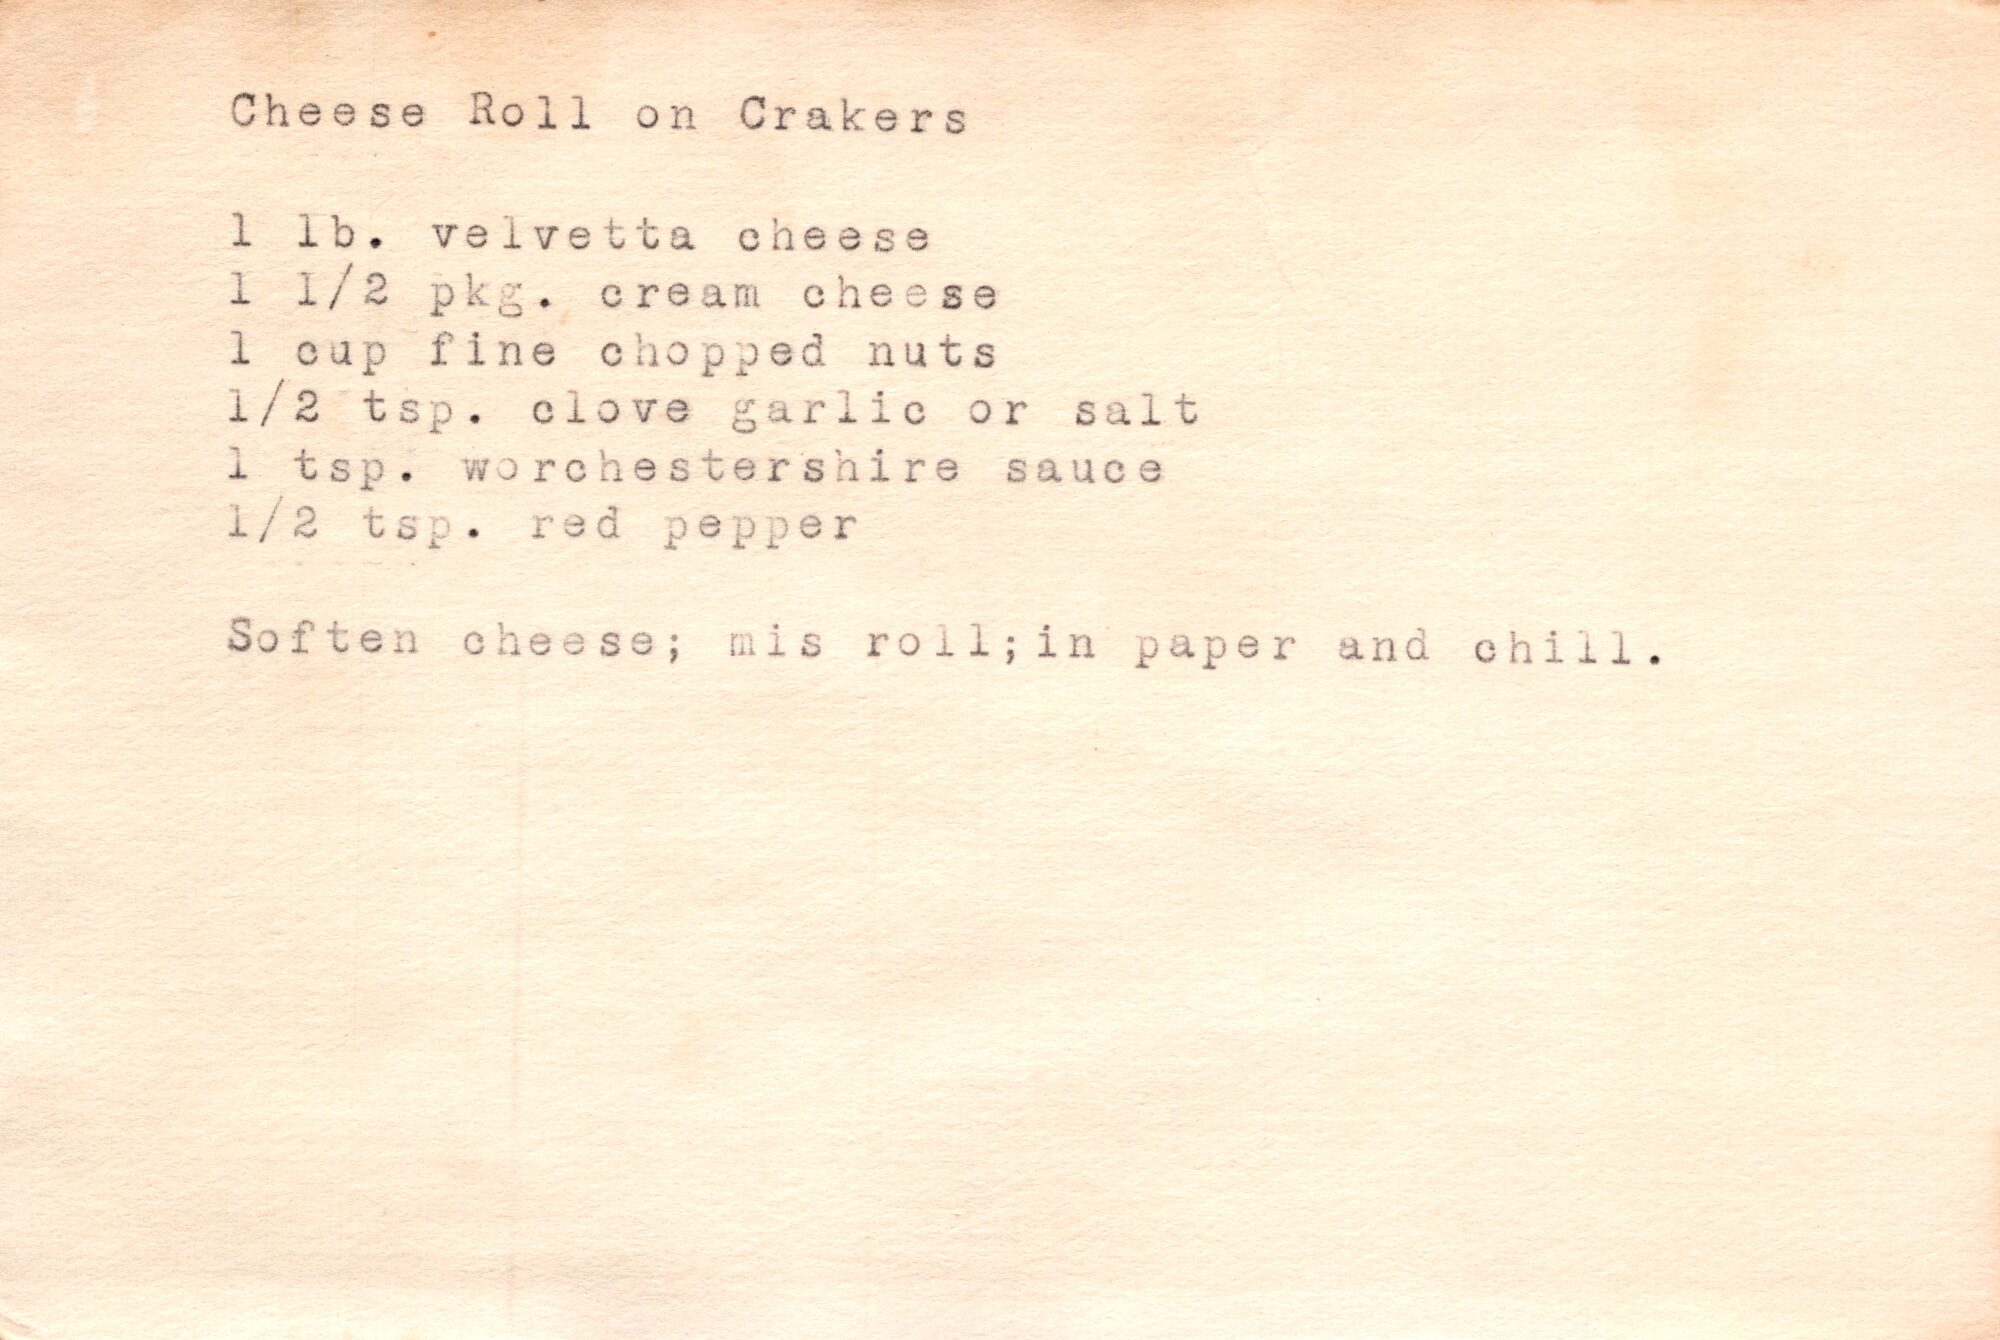 Cheese Roll on Crakers
1 lb. velvetta cheese
1 1/2 pkg. cream cheese
1 cup fine chopped nuts
1/2 tsp. clove garlic or salt
1 tsp. worchestershire sauce
1/2 tsp. red pepper
Soften cheese; mis roll;in paper and chill.